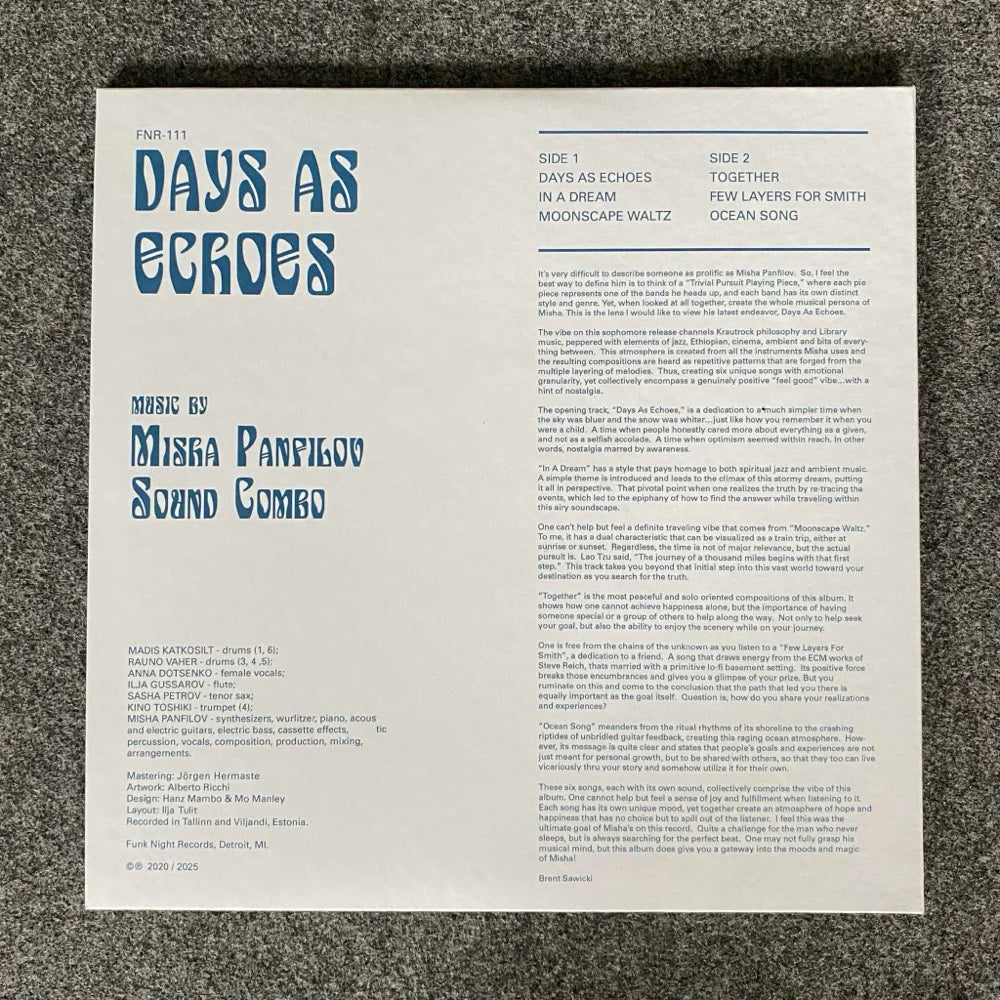 FNR-111
DAYS AS
ECHOES
MUSIC BY
MISHA PANFILOV
SOUND COMBO
MADIS KATKOSILT - drums (1, 6);
RAUNO VAHER - drums (3, 4 ,5);
ANNA DOTSENKO - female vocals;
ILJA GUSSAROV - flute;
SASHA PETROV - tenor sax;
KINO TOSHIKI - trumpet (4);
MISHA PANFILOV - synthesizers, wurlitzer, piano, acous
and electric guitars, electric bass, cassette effects, tic
percussion, vocals, composition, production, mixing,
arrangements.
Mastering: Jörgen Hermaste
Artwork: Alberto Ricchi
Design: Hanz Mambo & Mo Manley
Layout: Ilja Tulit
Recorded in Tallinn and Viljandi, Estonia.
Funk Night Records, Detroit, MI.
©℗ 2020 / 2025
SIDE 1
DAYS AS ECHOES
IN A DREAM
MOONSCAPE WALTZ
SIDE 2
TOGETHER
FEW LAYERS FOR SMITH
OCEAN SONG
It's very difficult to describe someone as prolific as Misha Panfilov. So, I feel the
best way to define him is to think of a "Trivial Pursuit Playing Piece," where each pie
piece represents one of the bands he heads up, and each band has its own distinct
style and genre. Yet, when looked at all together, create the whole musical persona of
Misha. This is the lens I would like to view his latest endeavor, Days As Echoes.
The vibe on this sophomore release channels Krautrock philosophy and Library
music, peppered with elements of jazz, Ethiopian, cinema, ambient and bits of every-
thing between. This atmosphere is created from all the instruments Misha uses and
the resulting compositions are heard as repetitive patterns that are forged from the
multiple layering of melodies. Thus, creating six unique songs with emotional
granularity, yet collectively encompass a genuinely positive "feel good" vibe...with a
hint of nostalgia.
The opening track, "Days As Echoes," is a dedication to a much simpler time when
the sky was bluer and the snow was whiter...just like how you remember it when you
were a child. A time when people honestly cared more about everything as a given,
and not as a selfish accolade. A time when optimism seemed within reach. In other
words, nostalgia marred by awareness.
"In A Dream" has a style that pays homage to both spiritual jazz and ambient music.
A simple theme is introduced and leads to the climax of this stormy dream, putting
it all in perspective. That pivotal point when one realizes the truth by re-tracing the
events, which led to the epiphany of how to find the answer while traveling within
this airy soundscape.
One can't help but feel a definite traveling vibe that comes from "Moonscape Waltz."
To me, it has a dual characteristic that can be visualized as a train trip, either at
sunrise or sunset. Regardless, the time is not of major relevance, but the actual
pursuit is. Lao Tzu said, "The journey of a thousand miles begins with that first
step." This track takes you beyond that initial step into this vast world toward your
destination as you search for the truth.
"Together" is the most peaceful and solo oriented compositions of this album. It
shows how one cannot achieve happiness alone, but the importance of having
someone special or a group of others to help along the way. Not only to help seek
your goal, but also the ability to enjoy the scenery while on your journey.
One is free from the chains of the unknown as you listen to a "Few Layers For
Smith", a dedication to a friend. A song that draws energy from the ECM works of
Steve Reich, thats married with a primitive lo-fi basement setting. Its positive force
breaks those encumbrances and gives you a glimpse of your prize. But you
ruminate on this and come to the conclusion that the path that led you there is
equally important as the goal itself. Question is, how do you share your realizations
and experiences?
"Ocean Song" meanders from the ritual rhythms of its shoreline to the crashing
riptides of unbridled guitar feedback, creating this raging ocean atmosphere. How-
ever, its message is quite clear and states that people's goals and experiences are not
just meant for personal growth, but to be shared with others, so that they too can live
vicariously thru your story and somehow utilize it for their own.
These six songs, each with its own sound, collectively comprise the vibe of this
album. One cannot help but feel a sense of joy and fulfillment when listening to it.
Each song has its own unique mood, yet together create an atmosphere of hope and
happiness that has no choice but to spill out of the listener. I feel this was the
ultimate goal of Misha's on this record. Quite a challenge for the man who never
sleeps, but is always searching for the perfect beat. One may not fully grasp his
musical mind, but this album does give you a gateway into the moods and magic
of Misha!
Brent Sawicki